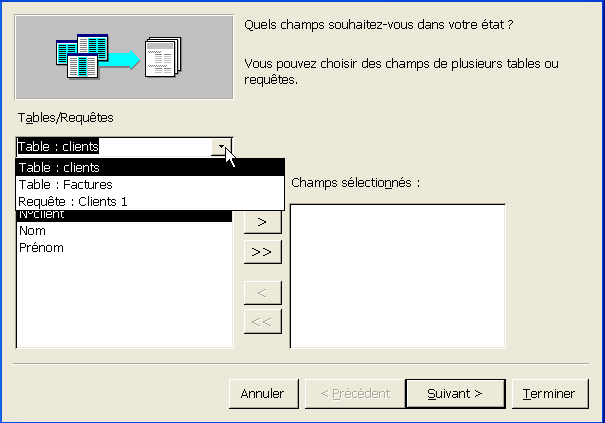 Quels champs souhaitez-vous dans votre état ?
Vous pouvez choisir des champs de plusieurs tables ou
requêtes.
Tables/Requêtes
Table : clients
Table : clients
Table : Factures
Requête : Clients 1
Champs sélectionnés :
N°client
Nom
Prénom
>
>>
<
<<
Annuler
< Précédent
Suivant >
Terminer